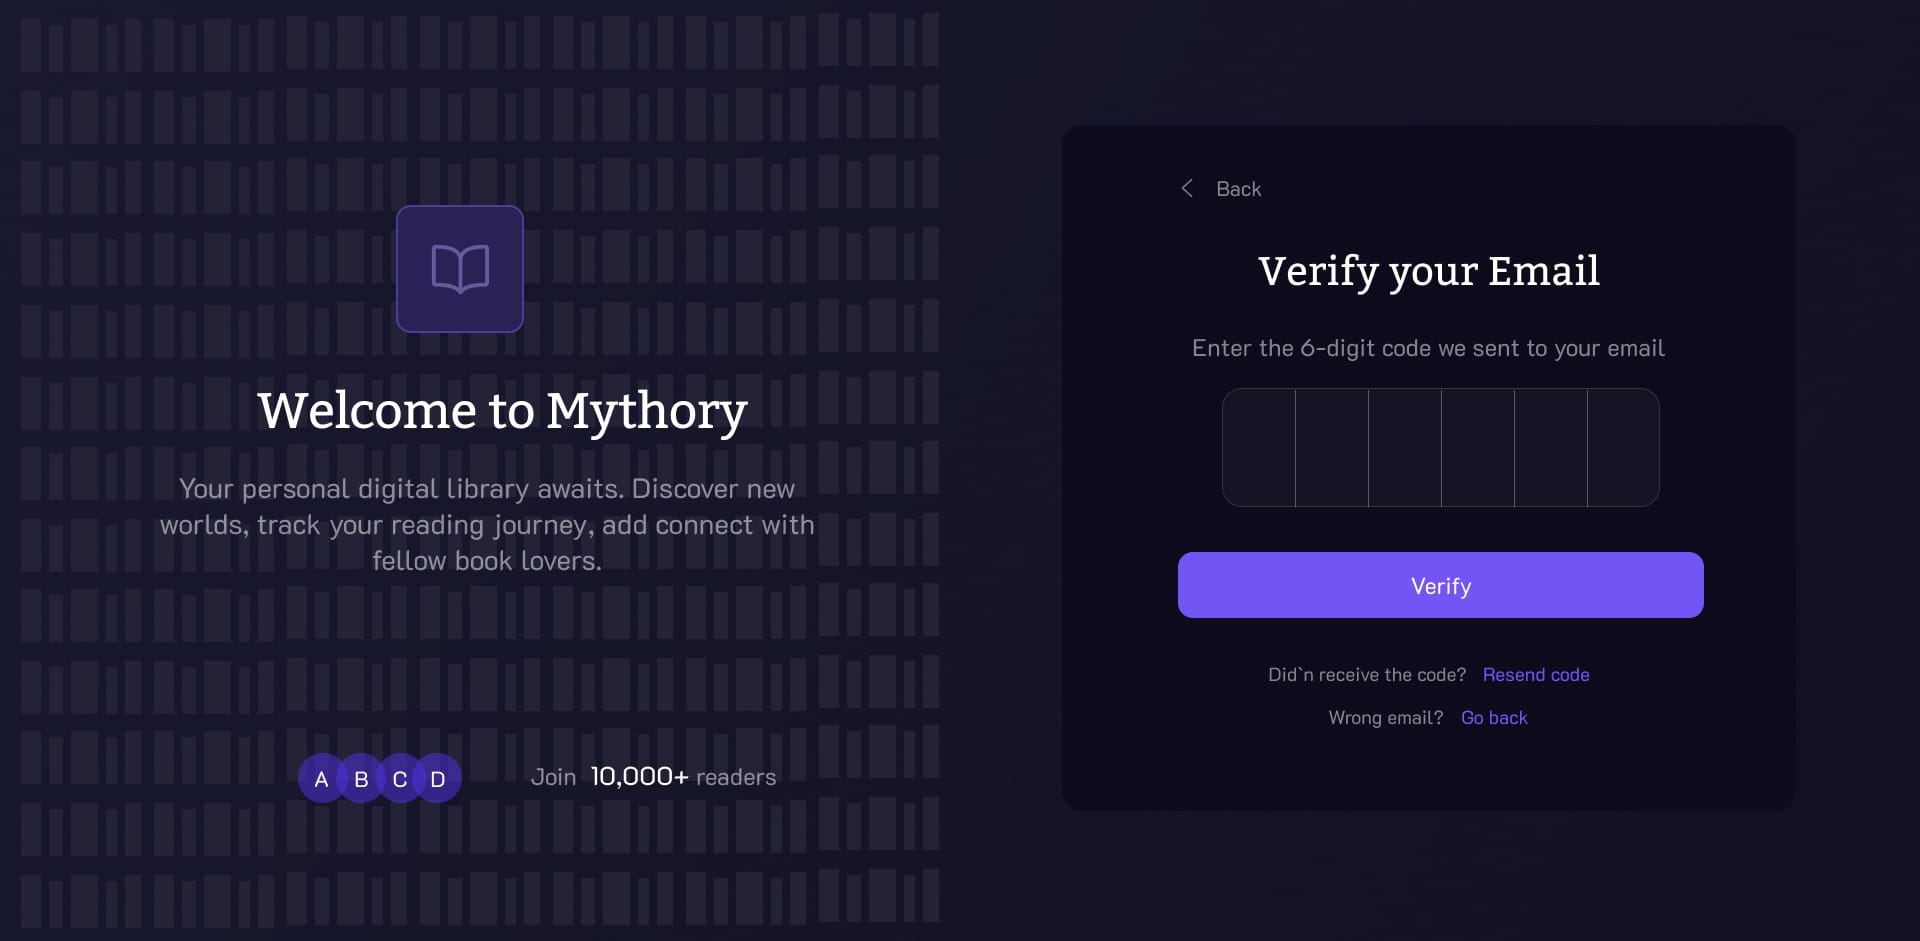 Welcome to Mythory
Your personal digital library awaits. Discover new
worlds, track your reading journey, add connect with
fellow book lovers.
A B C D
Join 10,000+ readers
Back
Verify your Email
Enter the 6-digit code we sent to your email
Verify
Did`n receive the code? Resend code
Wrong email? Go back